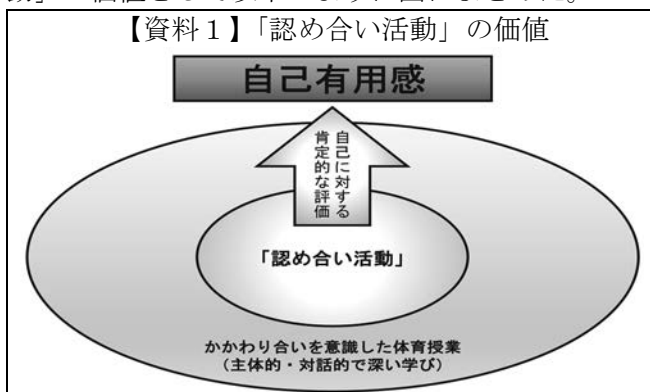 【資料1】「認め合い活動」の価値
自己有用感
自己に対する
肯定的な評価
「認め合い活動」
かかわり合いを意識した体育授業
(主体的・対話的で深い学び)